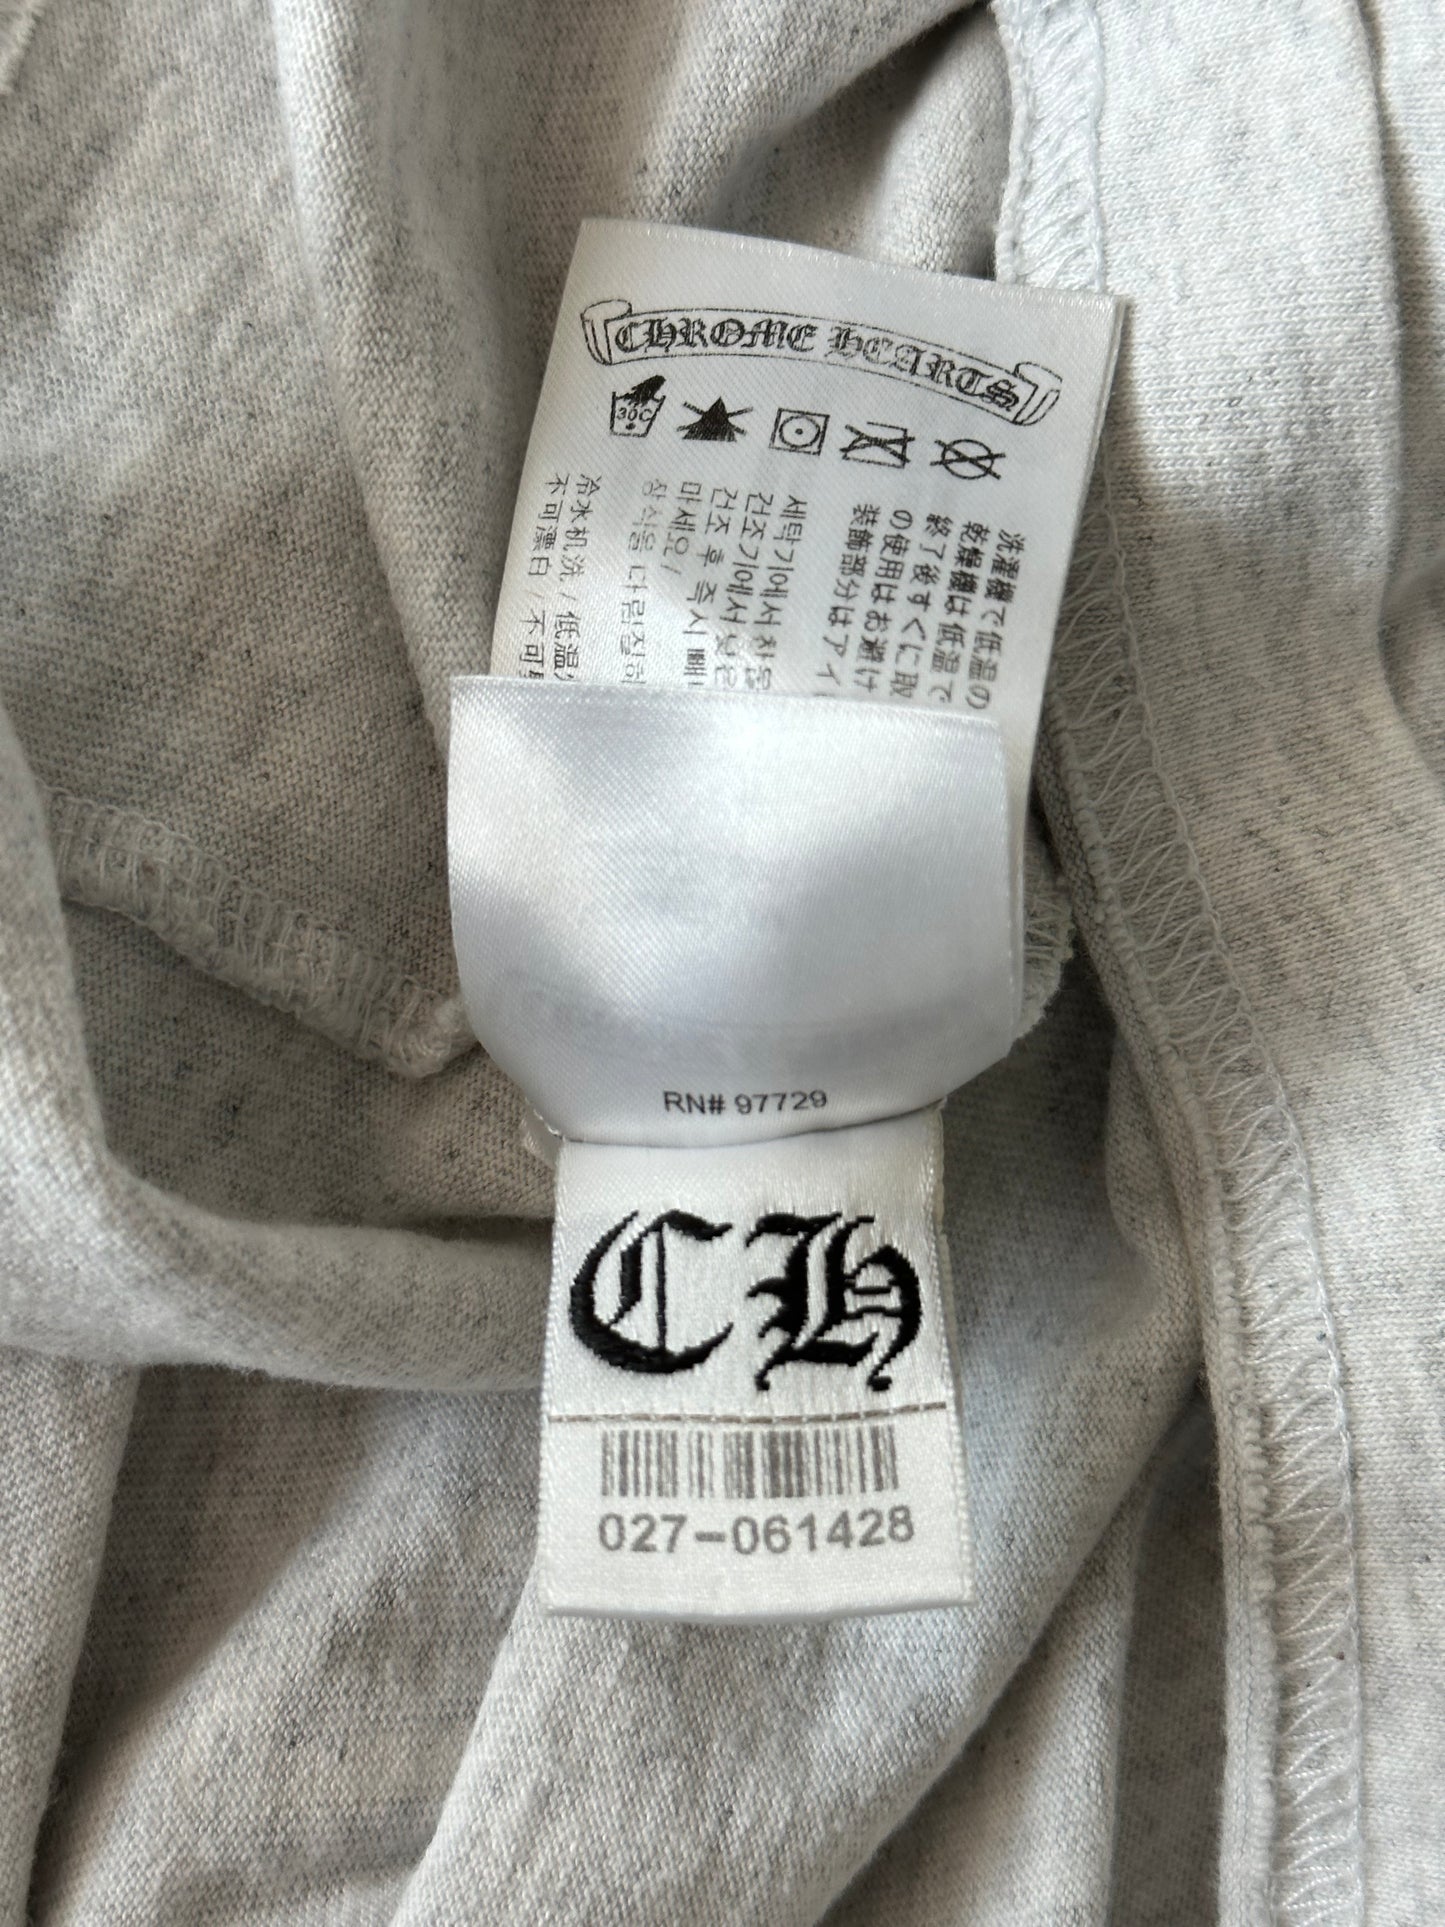 CHROME HEARTS
30C
洗濯機で低温の
乾燥機は低温で
終了後すぐに取
の使用はお避け
装飾部分はアイ
세탁기에서 차
건조기에서 낮은
건조 후 즉시 빼
마세요 /
장식을 다림질하
冷水机洗 / 低温
不可漂白 / 不可
RN# 97729
CH
027-061428